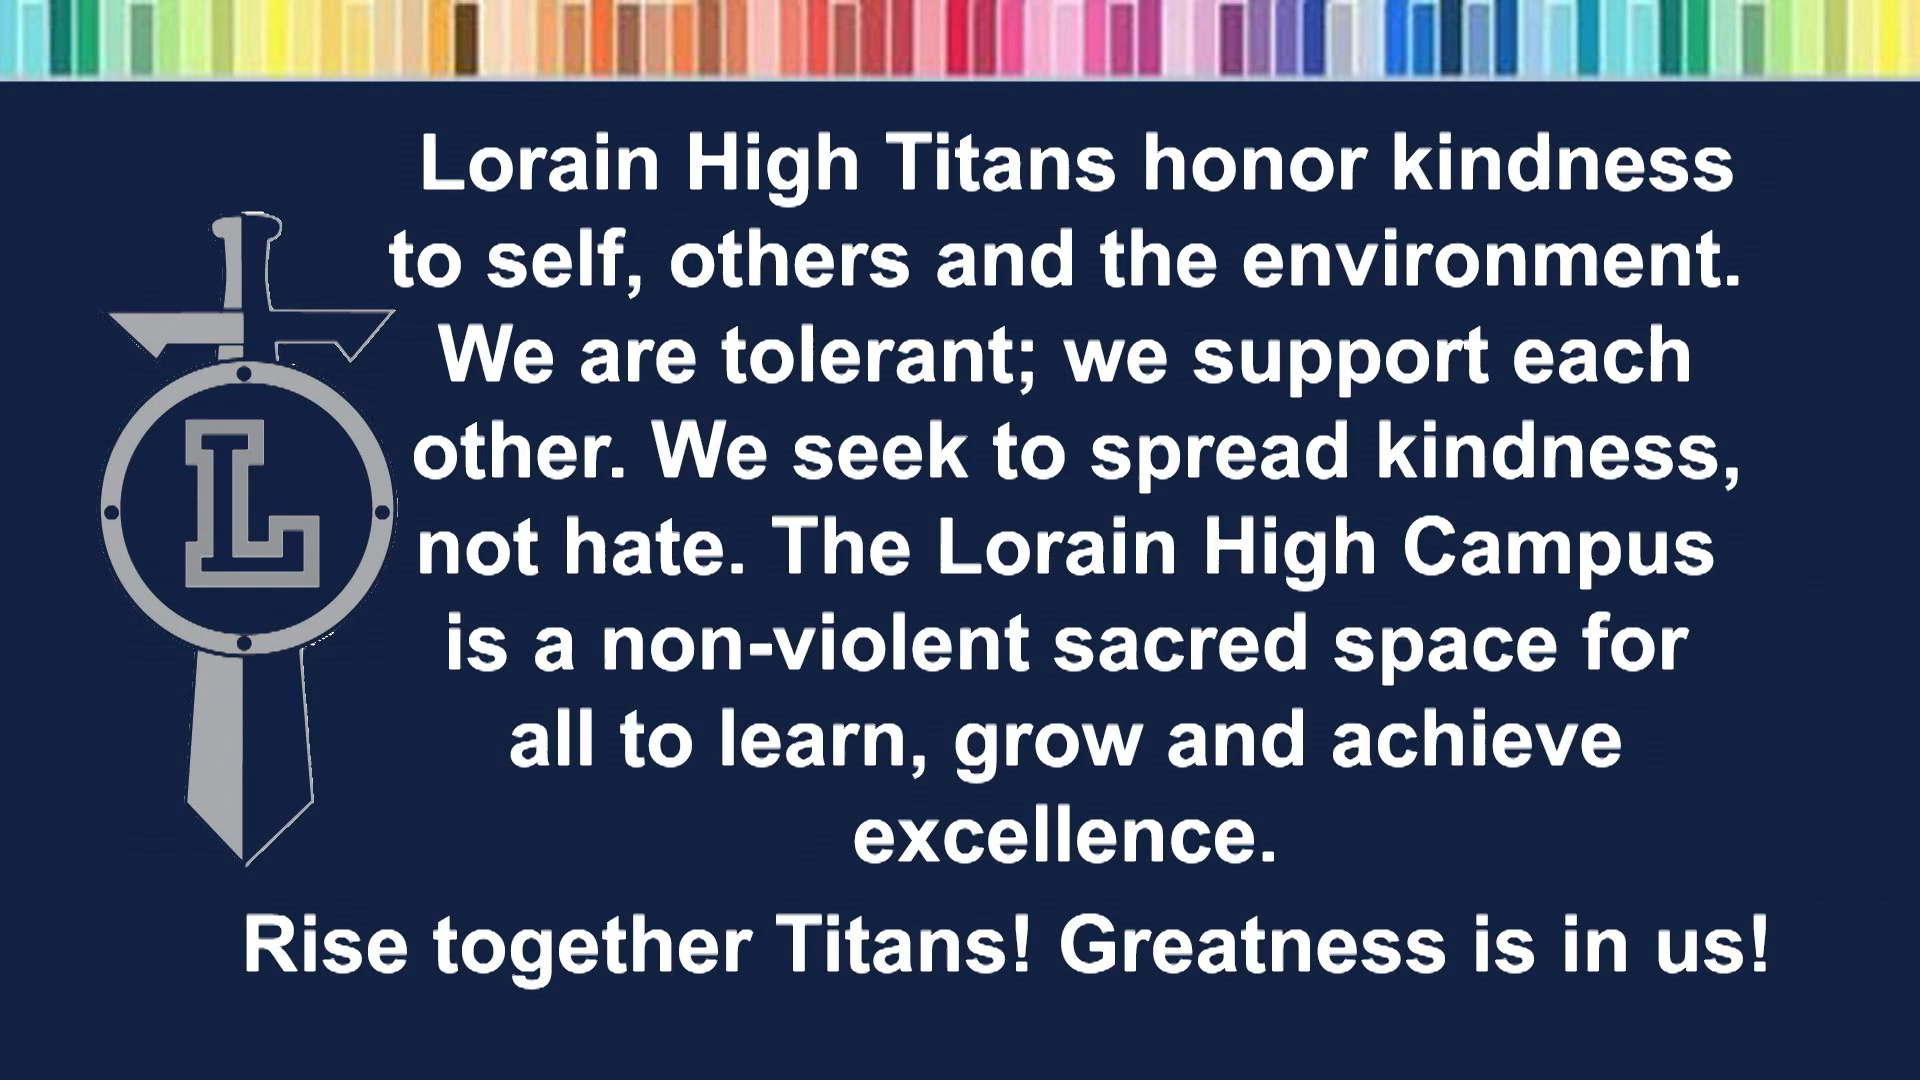 Lorain High Titans honor kindness
to self, others and the environment.
We are tolerant; we support each
other. We seek to spread kindness,
not hate. The Lorain High Campus
is a non-violent sacred space for
all to learn, grow and achieve
excellence.
Rise together Titans! Greatness is in us!
L